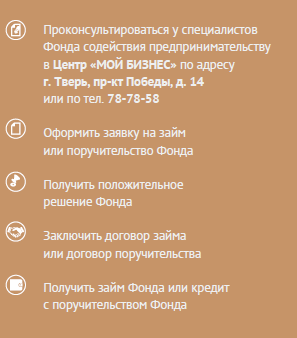 Проконсультироваться у специалистов
Фонда содействия предпринимательству
в Центр «МОЙ БИЗНЕС» по адресу
г. Тверь, пр-кт Победы, д. 14
или по тел. 78-78-58
Оформить заявку на займ
или поручительство Фонда
Получить положительное
решение Фонда
Заключить договор займа
или договор поручительства
Получить займ Фонда или кредит
с поручительством Фонда